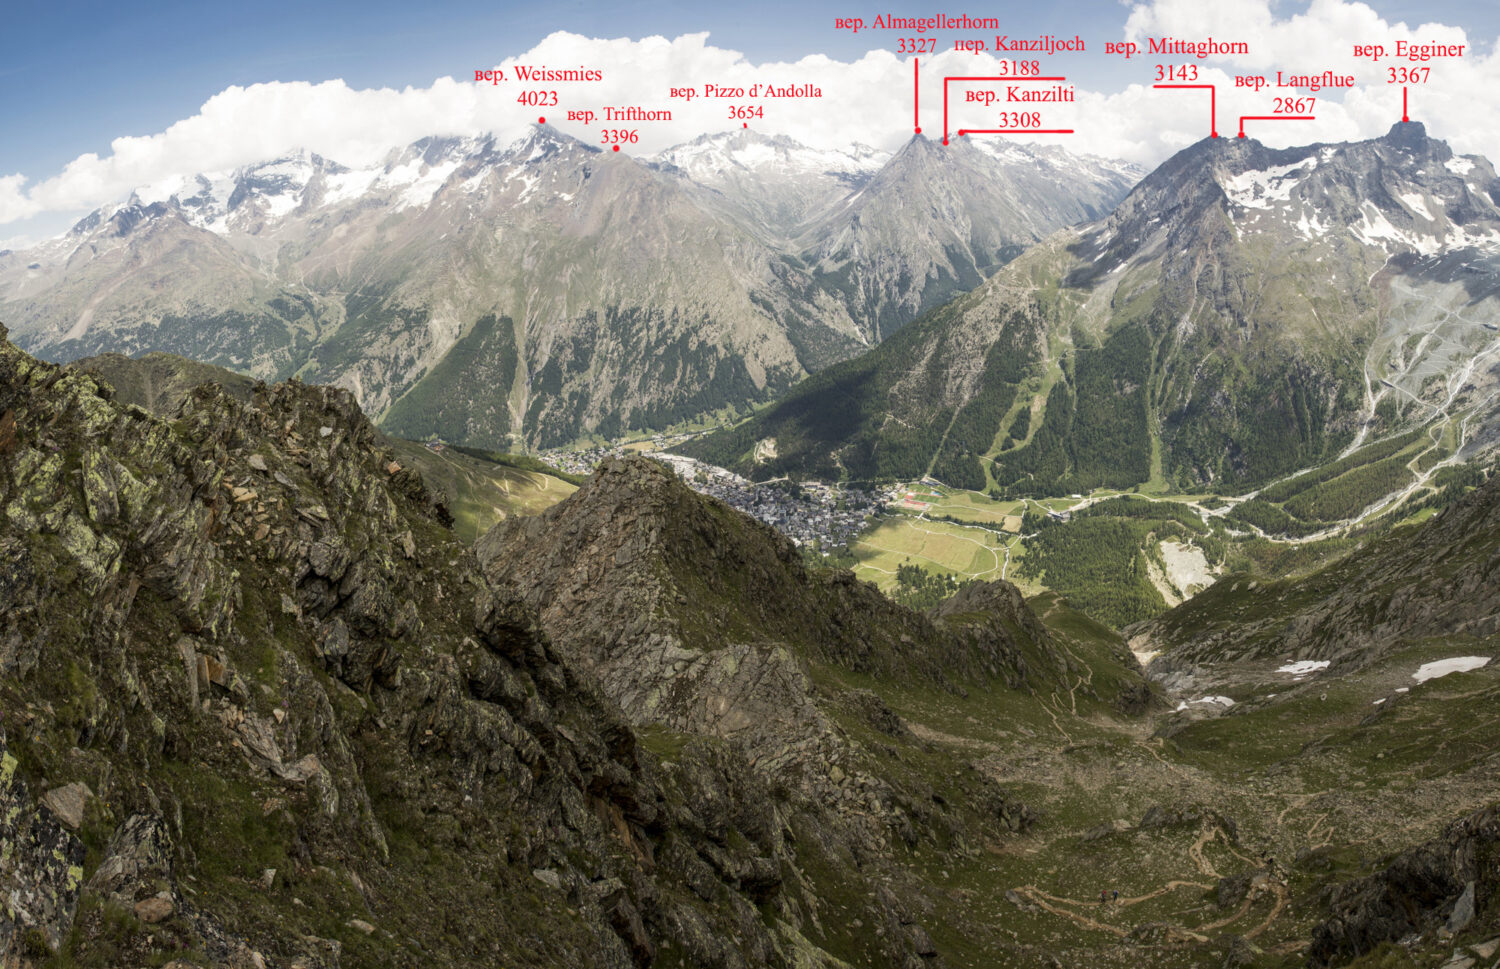 вер. Weissmies
4023
вер. Trifthorn
3396
вер. Pizzo d’Andolla
3654
вер. Almagellerhorn
3327
пер. Kanziljoch
3188
вер. Kanzilti
3308
вер. Mittaghorn
3143
вер. Langflue
2867
вер. Egginer
3367